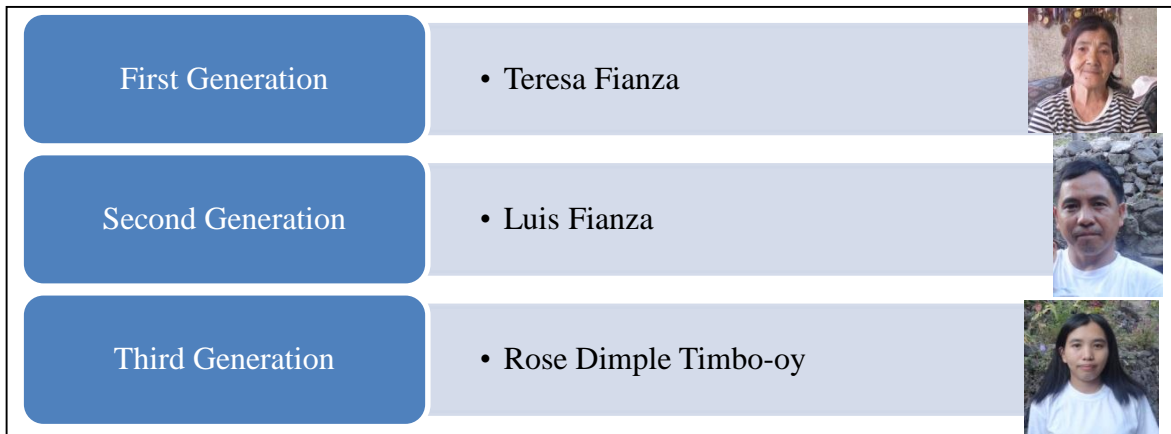 First Generation
• Teresa Fianza
Second Generation
• Luis Fianza
Third Generation
• Rose Dimple Timbo-oy